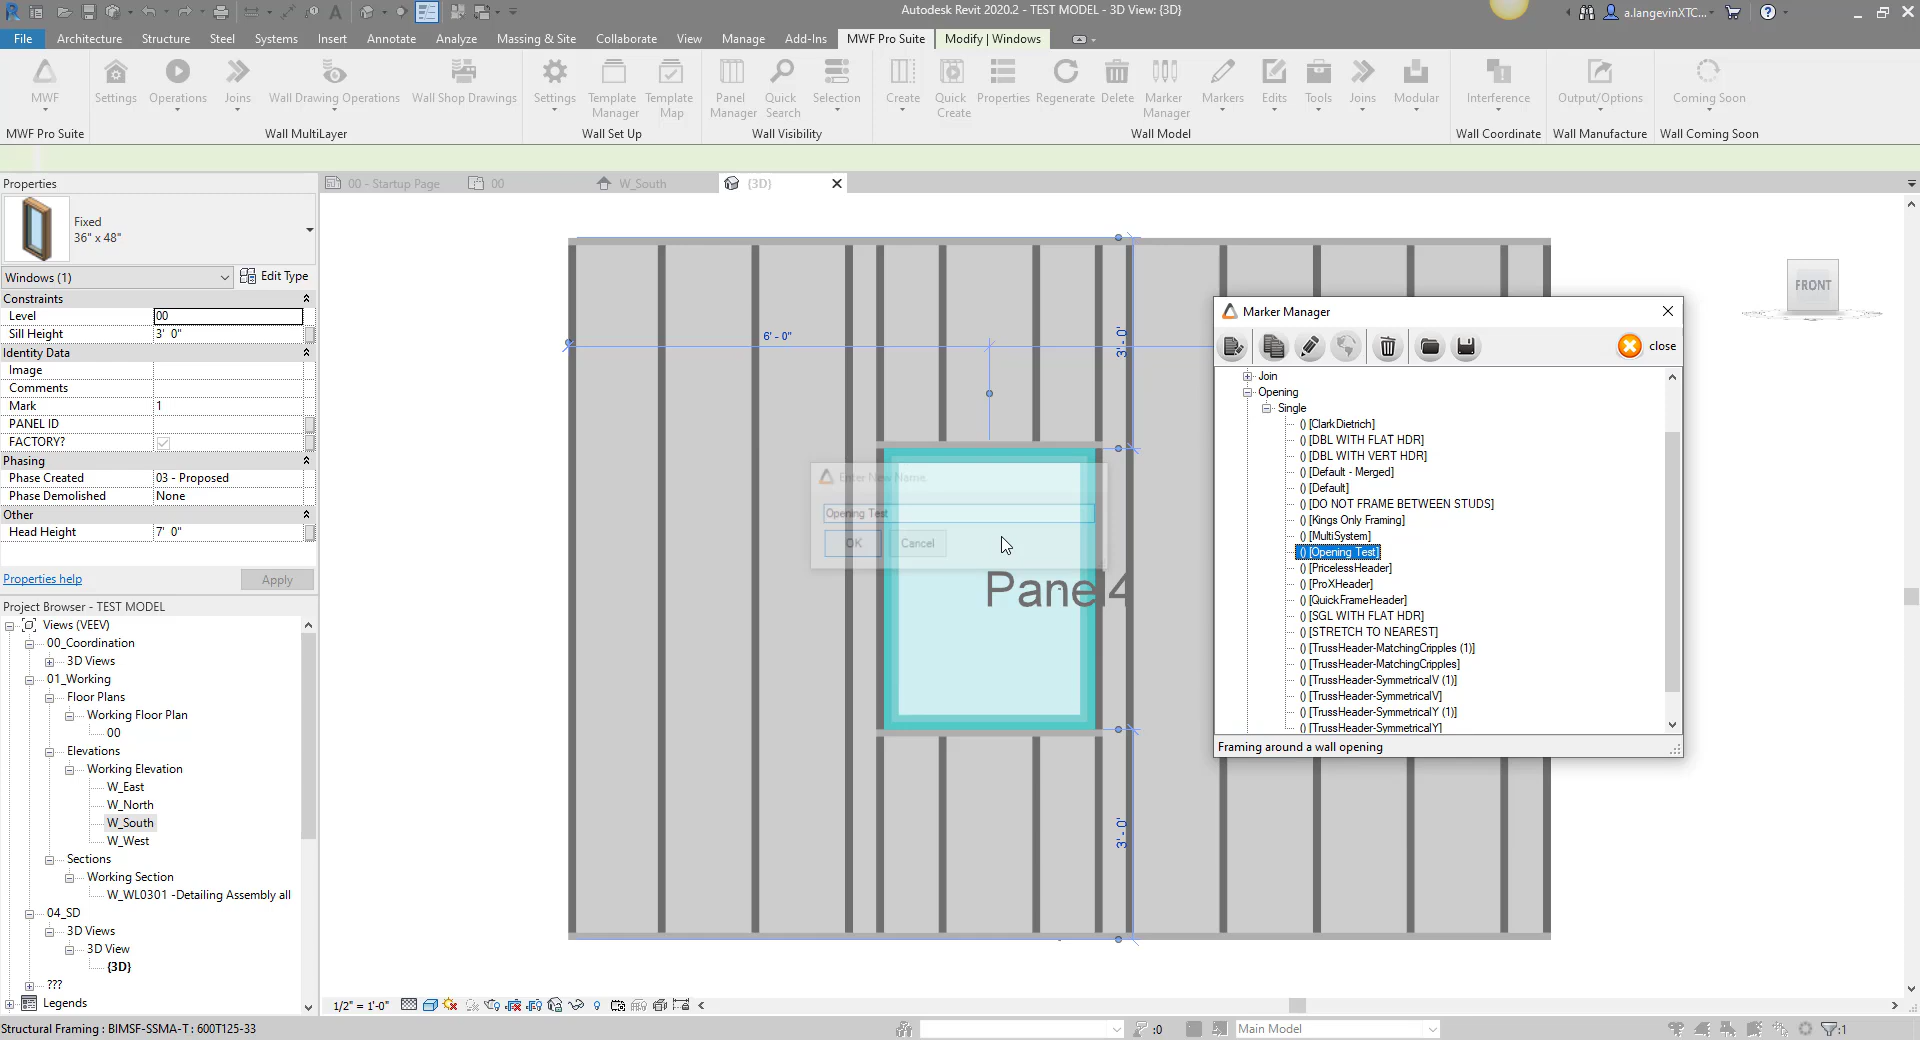 Autodesk Revit 2020.2 - TEST MODEL - 3D View: {3D}
a.langevinXTC...
File Architecture Structure Steel Systems Insert Annotate Analyze Massing & Site Collaborate View Manage Add-Ins MWF Pro Suite Modify | Windows
MWF Settings Operations Joins Wall Drawing Operations Wall Shop Drawings Settings Template Manager Template Map Panel Manager Quick Search Selection Create Quick Create Properties Regenerate Delete Marker Manager Markers Edits Tools Joins Modular Interference Output/Options Coming Soon
MWF Pro Suite Wall MultiLayer Wall Set Up Wall Visibility Wall Model Wall Coordinate Wall Manufacture Wall Coming Soon
Properties
00 - Startup Page 00 W_South {3D}
Fixed
36" x 48"
Windows (1) Edit Type
Constraints
Level 00
Sill Height 3' 0"
Identity Data
Image
Comments
Mark 1
PANEL ID
FACTORY?
Phasing
Phase Created 03 - Proposed
Phase Demolished None
Other
Head Height 7' 0"
Properties help Apply
Project Browser - TEST MODEL
Views (VEEV)
00_Coordination
3D Views
01_Working
Floor Plans
Working Floor Plan
00
Elevations
Working Elevation
W_East
W_North
W_South
W_West
Sections
Working Section
W_WL0301 -Detailing Assembly all
04_SD
3D Views
3D View
{3D}
???
Legends
6' - 0"
3' - 0"
3' - 0"
Panel4
Enter New Name
Opening Test
OK Cancel
FRONT
Marker Manager
close
Join
Opening
Single
() [ClarkDietrich]
() [DBL WITH FLAT HDR]
() [DBL WITH VERT HDR]
() [Default - Merged]
() [Default]
() [DO NOT FRAME BETWEEN STUDS]
() [Kings Only Framing]
() [MultiSystem]
() [Opening Test]
() [PricelessHeader]
() [ProXHeader]
() [QuickFrameHeader]
() [SGL WITH FLAT HDR]
() [STRETCH TO NEAREST]
() [TrussHeader-MatchingCripples (1)]
() [TrussHeader-MatchingCripples]
() [TrussHeader-SymmetricalV (1)]
() [TrussHeader-SymmetricalV]
() [TrussHeader-SymmetricalY (1)]
() [TrussHeader-SymmetricalY]
Framing around a wall opening
1/2" = 1'-0"
Structural Framing : BIMSF-SSMA-T : 600T125-33
:0
Main Model
:1